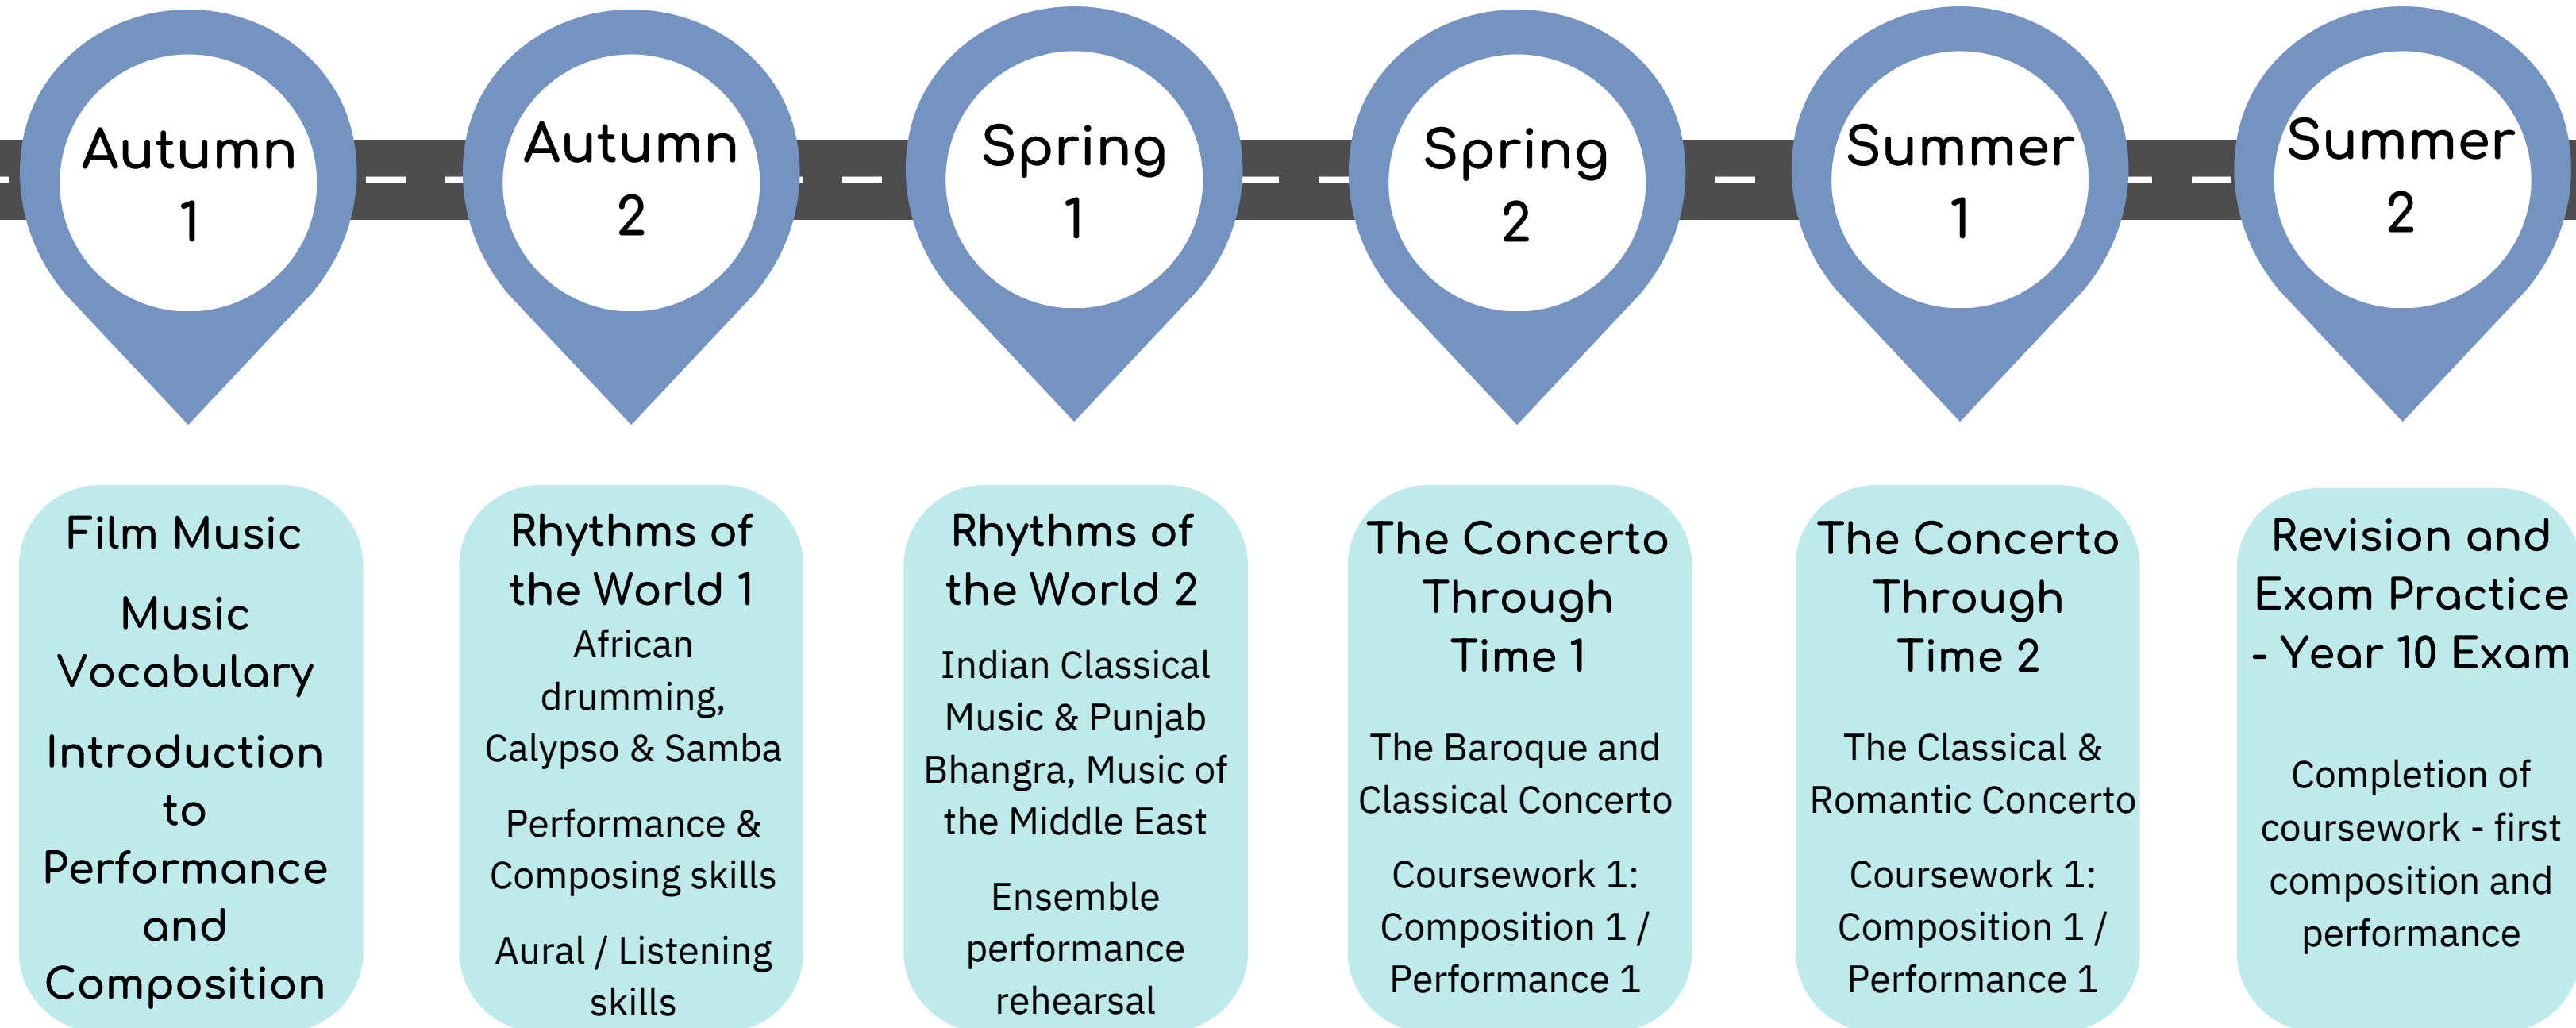 Autumn
1
Autumn
2
Spring
1
Spring
2
Summer
1
Summer
2
Film Music
Music
Vocabulary
Introduction
to
Performance
and
Composition
Rhythms of
the World 1
African
drumming,
Calypso & Samba
Performance &
Composing skills
Aural / Listening
skills
Rhythms of
the World 2
Indian Classical
Music & Punjab
Bhangra, Music of
the Middle East
Ensemble
performance
rehearsal
The Concerto
Through
Time 1
The Baroque and
Classical Concerto
Coursework 1:
Composition 1 /
Performance 1
The Concerto
Through
Time 2
The Classical &
Romantic Concerto
Coursework 1:
Composition 1 /
Performance 1
Revision and
Exam Practice
- Year 10 Exam
Completion of
coursework - first
composition and
performance